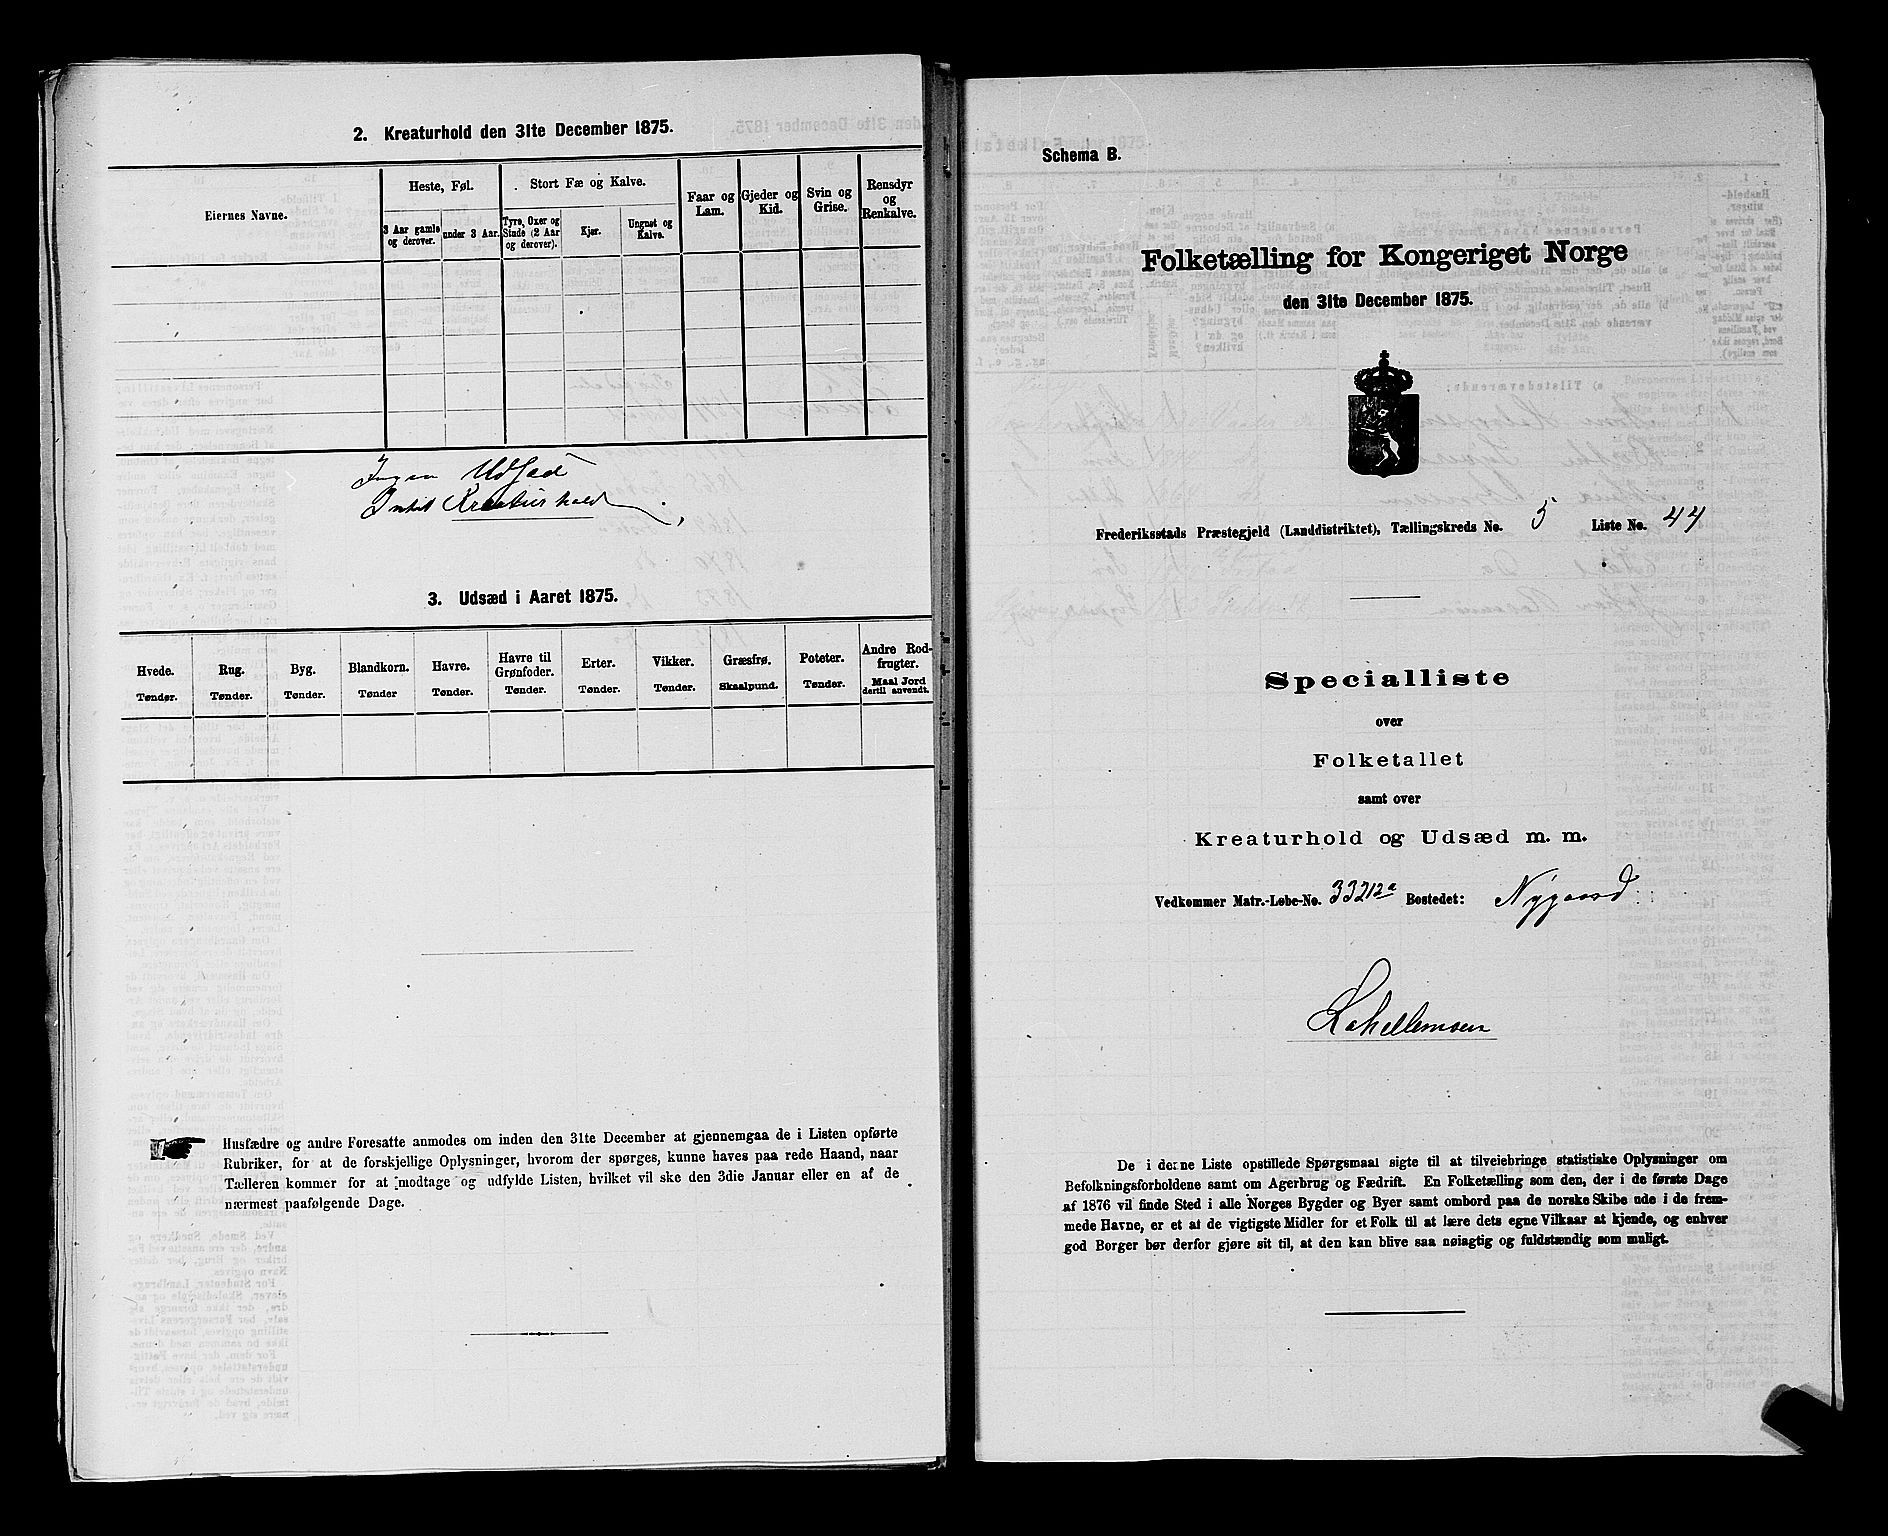 2. Kreaturhold den 31te December 1875.
Eiernes Navne.
Heste, Føl.
3 Aar gamle og derover.
under 3 Aar.
Stort Fæ og Kalve.
Tyre, Oxer og Stude (2 Aar og derover).
Kjør.
Ungnøt og Kalve.
Faar og Lam.
Gjeder og Kid.
Svin og Grise.
Rensdyr og Renkalve.
Ingen Udsæd
Intet Kreaturhold
3. Udsæd i Aaret 1875.
Hvede. Tønder.
Rug. Tønder.
Byg. Tønder.
Blandkorn. Tønder
Havre. Tønder.
Havre til Grønfoder. Tønder.
Erter. Tønder.
Vikker. Tønder.
Græsfrø. Skaalpund.
Poteter. Tønder.
Andre Rodfrugter. Maal Jord dertil anvendt.
Husfædre og andre Foresatte anmodes om inden den 31te December at gjennemgaa de i Listen opførte
Rubriker, for at de forskjellige Oplysninger, hvorom der spørges, kunne haves paa rede Haand, naar
Tælleren kommer for at modtage og udfylde Listen, hvilket vil ske den 3die Januar eller en af de
nærmest paafølgende Dage.
Schema B.
Folketælling for Kongeriget Norge
den 31te December 1875.
Frederiksstads Præstegjeld (Landdistriktet), Tællingskreds No. 5 Liste No. 44
Specialliste
over
Folketallet
samt over
Kreaturhold og Udsæd m. m.
Vedkommer Matr.-Løbe-No. 33212a Bostedet: Nygaard
De i denne Liste opstillede Spørgsmaal sigte til at tilveiebringe statistiske Oplysninger om
Befolkningsforholdene samt om Agerbrug og Fædrift. En Folketælling som den, der i de første Dage
af 1876 vil finde Sted i alle Norges Bygder og Byer samt ombord paa de norske Skibe ude i de frem-
mede Havne, er et af de vigtigste Midler for et Folk til at lære dets egne Vilkaar at kjende, og enhver
god Borger bør derfor gjøre sit til, at den kan blive saa nøiagtig og fuldstændig som muligt.